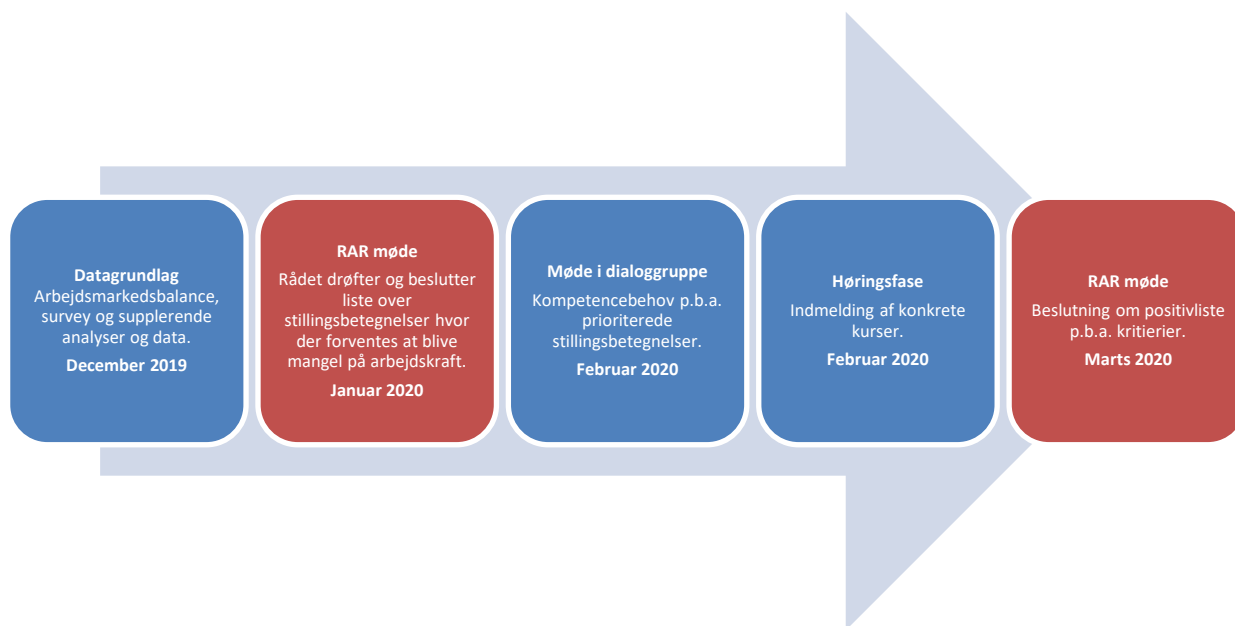 Datagrundlag
Arbejdsmarkedsbalance,
survey og supplerende
analyser og data.
December 2019
RAR møde
Rådet drøfter og beslutter
liste over
stillingsbetegnelser hvor
der forventes at blive
mangel på arbejdskraft.
Januar 2020
Møde i dialoggruppe
Kompetencebehov p.b.a.
prioriterede
stillingsbetegnelser.
Februar 2020
Høringsfase
Indmelding af konkrete
kurser.
Februar 2020
RAR møde
Beslutning om positivliste
p.b.a. kritierier.
Marts 2020